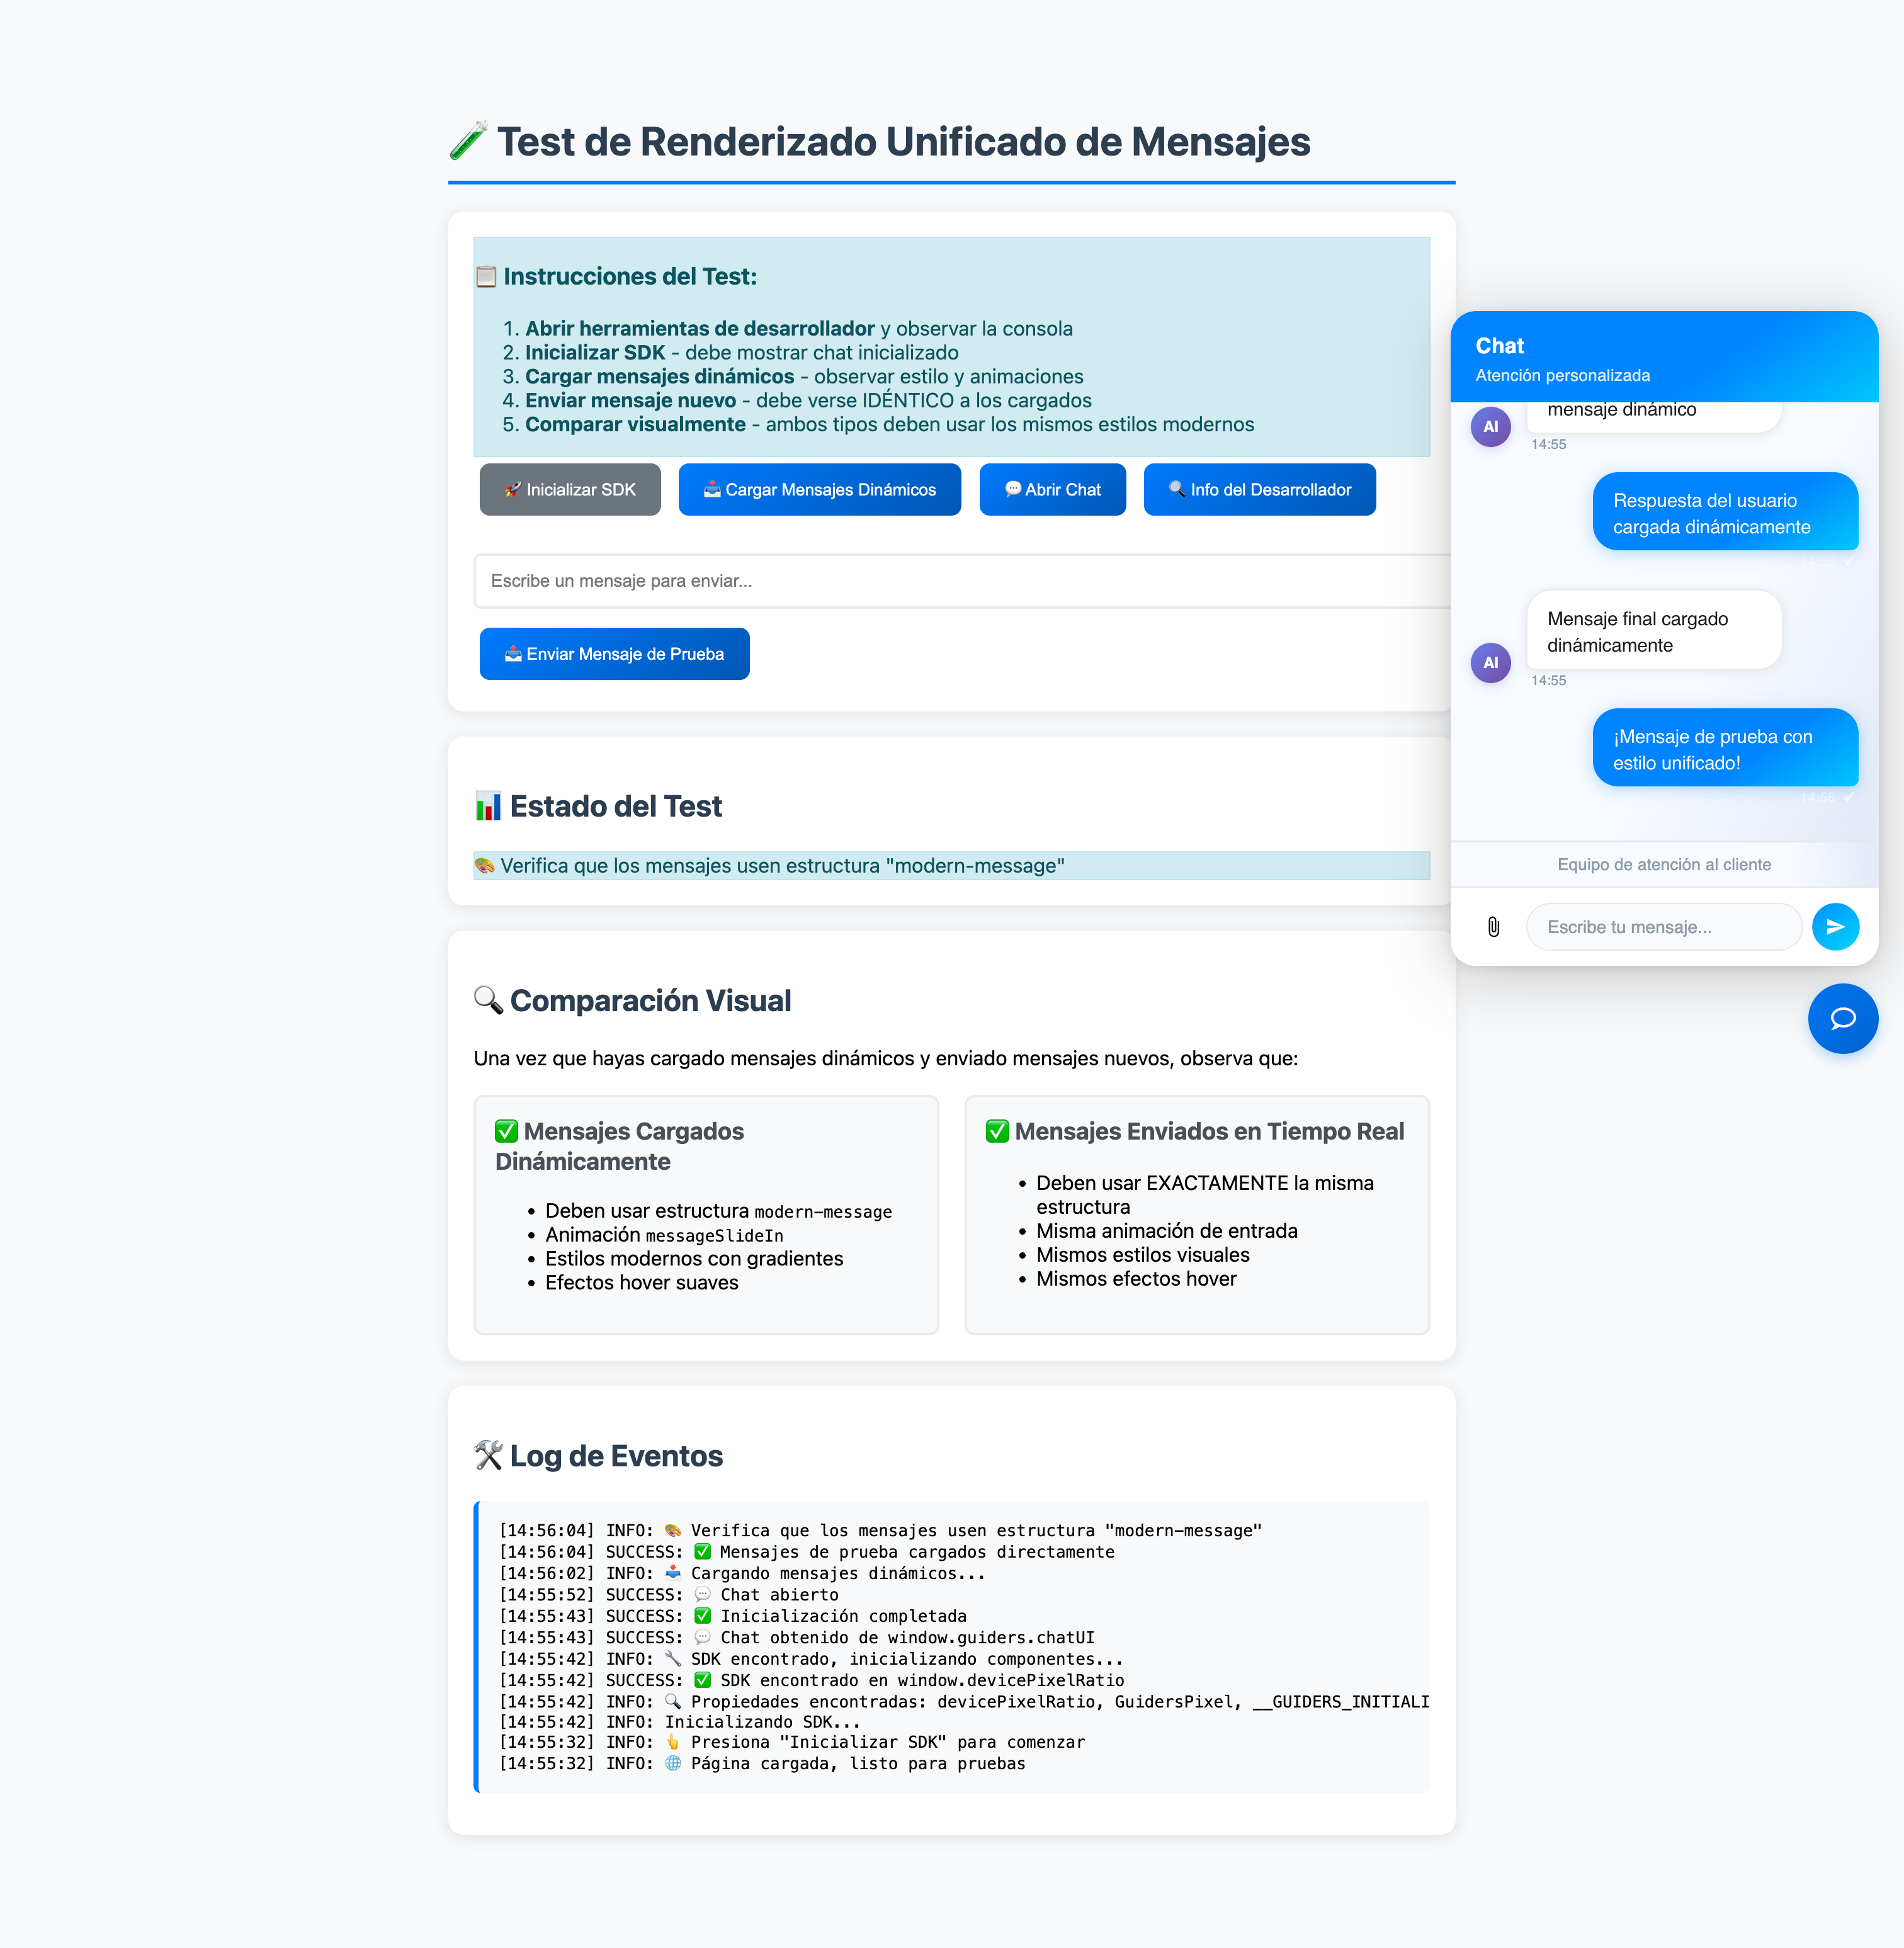 🧪 Test de Renderizado Unificado de Mensajes
📋 Instrucciones del Test:
1. Abrir herramientas de desarrollador y observar la consola
2. Inicializar SDK - debe mostrar chat inicializado
3. Cargar mensajes dinámicos - observar estilo y animaciones
4. Enviar mensaje nuevo - debe verse IDÉNTICO a los cargados
5. Comparar visualmente - ambos tipos deben usar los mismos estilos modernos
🚀 Inicializar SDK
📥 Cargar Mensajes Dinámicos
💬 Abrir Chat
🔍 Info del Desarrollador
Escribe un mensaje para enviar...
📤 Enviar Mensaje de Prueba
📊 Estado del Test
🎨 Verifica que los mensajes usen estructura "modern-message"
🔍 Comparación Visual
Una vez que hayas cargado mensajes dinámicos y enviado mensajes nuevos, observa que:
✅ Mensajes Cargados
Dinámicamente
• Deben usar estructura modern-message
• Animación messageSlideIn
• Estilos modernos con gradientes
• Efectos hover suaves
✅ Mensajes Enviados en Tiempo Real
• Deben usar EXACTAMENTE la misma
estructura
• Misma animación de entrada
• Mismos estilos visuales
• Mismos efectos hover
🛠️ Log de Eventos
[14:56:04] INFO: 🎨 Verifica que los mensajes usen estructura "modern-message"
[14:56:04] SUCCESS: ✅ Mensajes de prueba cargados directamente
[14:56:02] INFO: 📥 Cargando mensajes dinámicos...
[14:55:52] SUCCESS: 💬 Chat abierto
[14:55:43] SUCCESS: ✅ Inicialización completada
[14:55:43] SUCCESS: 💬 Chat obtenido de window.guiders.chatUI
[14:55:42] INFO: 🔧 SDK encontrado, inicializando componentes...
[14:55:42] SUCCESS: ✅ SDK encontrado en window.devicePixelRatio
[14:55:42] INFO: 🔍 Propiedades encontradas: devicePixelRatio, GuidersPixel, __GUIDERS_INITIALI
[14:55:42] INFO: Inicializando SDK...
[14:55:32] INFO: 👆 Presiona "Inicializar SDK" para comenzar
[14:55:32] INFO: 🌐 Página cargada, listo para pruebas
Chat
Atención personalizada
mensaje dinámico
AI
14:55
Respuesta del usuario
cargada dinámicamente
Mensaje final cargado
dinámicamente
AI
14:55
¡Mensaje de prueba con
estilo unificado!
14:56 ✓
Equipo de atención al cliente
Escribe tu mensaje...